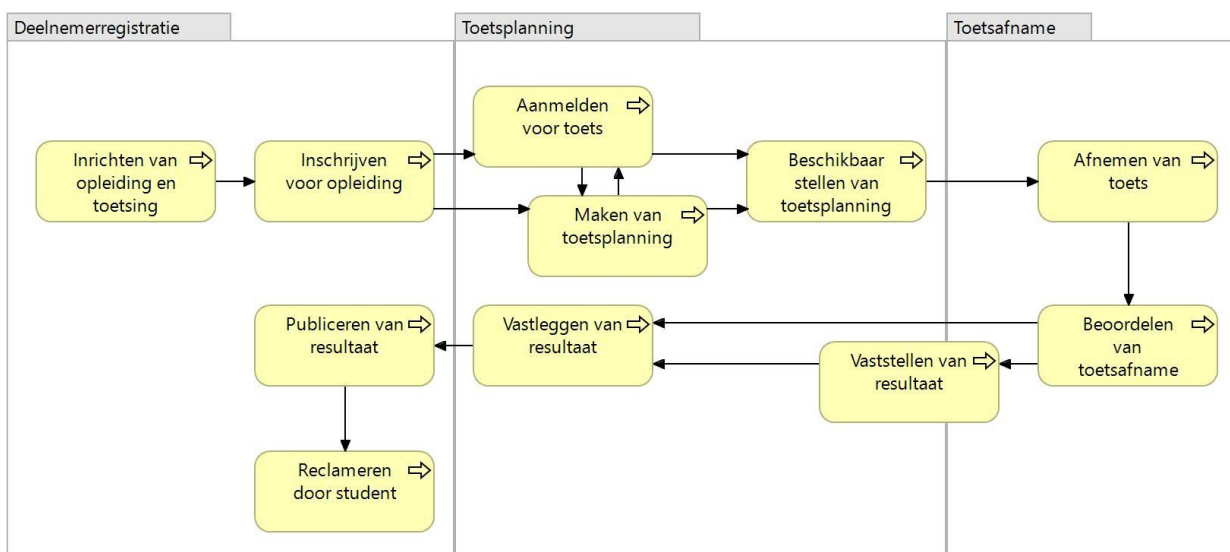 Deelnemerregistratie
Toetsplanning
Toetsafname
Aanmelden
voor toets
Inrichten van
opleiding en
toetsing
Inschrijven
voor opleiding
Beschikbaar
stellen van
toetsplanning
Afnemen van
toets
Maken van
toetsplanning
Publiceren van
resultaat
Vastleggen van
resultaat
Beoordelen
van
toetsafname
Vaststellen van
resultaat
Reclameren
door student